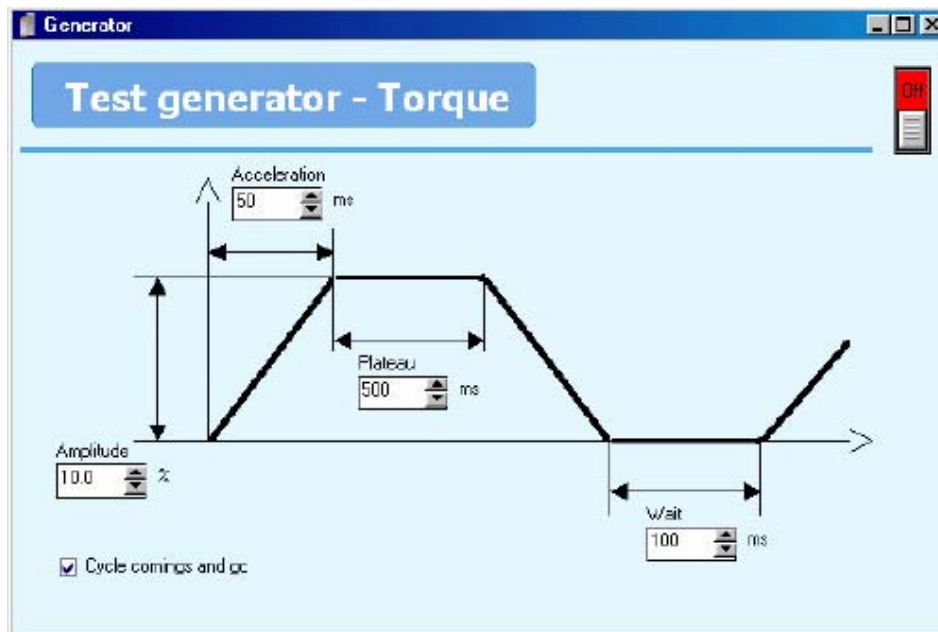 Generator
Test generator - Torque
Off
Acceleration
50 ms
Plateau
500 ms
Amplitude
10.0 %
Wait
100 ms
Cycle comings and gc